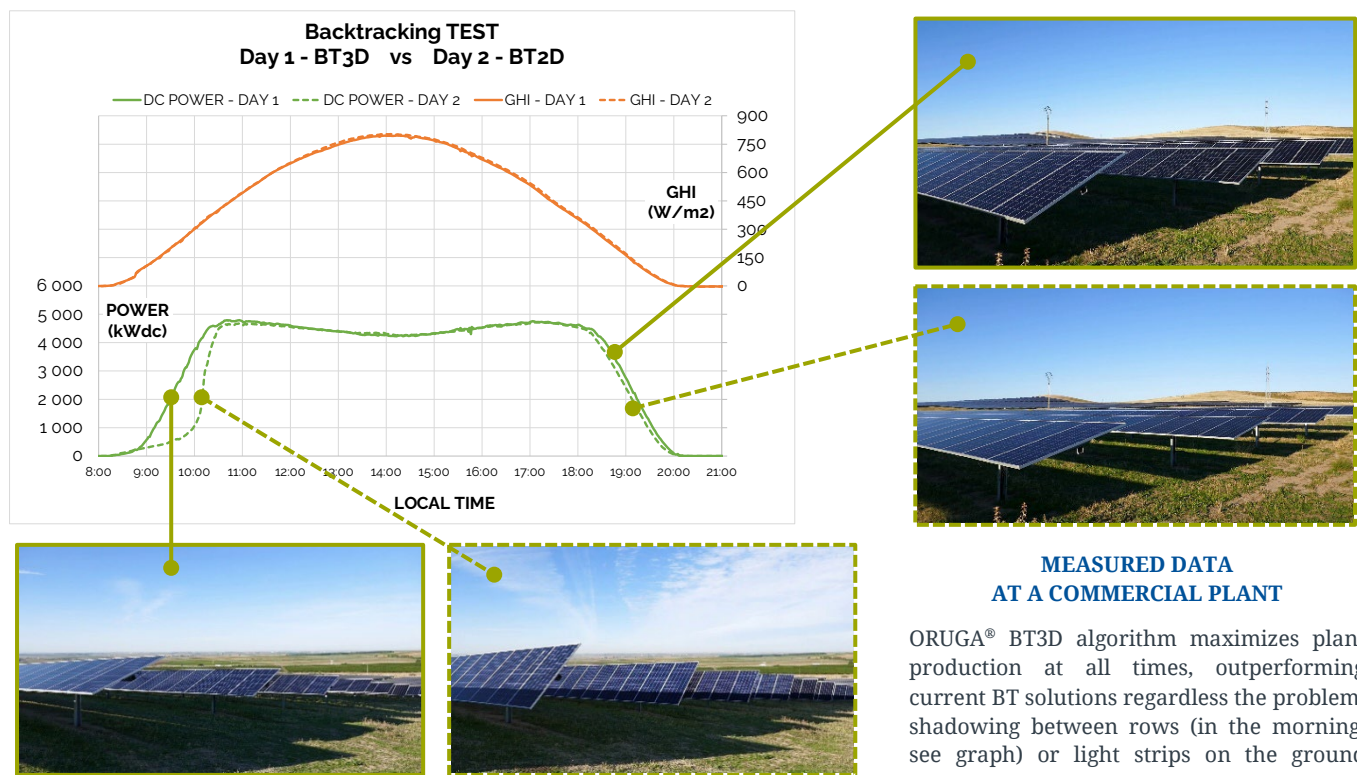 Backtracking TEST
Day 1 - BT3D vs Day 2 - BT2D
DC POWER - DAY 1 DC POWER - DAY 2 GHI - DAY 1 GHI - DAY 2
900
750
600
450
300
150
0
GHI
(W/m2)
6 000
5 000
4 000
3 000
2 000
1 000
0
POWER
(kWdc)
8:00 9:00 10:00 11:00 12:00 13:00 14:00 15:00 16:00 17:00 18:00 19:00 20:00 21:00
LOCAL TIME
MEASURED DATA
AT A COMMERCIAL PLANT
ORUGA® BT3D algorithm maximizes plan
production at all times, outperforming
current BT solutions regardless the problem
shadowing between rows (in the morning
see graph) or light strips on the ground